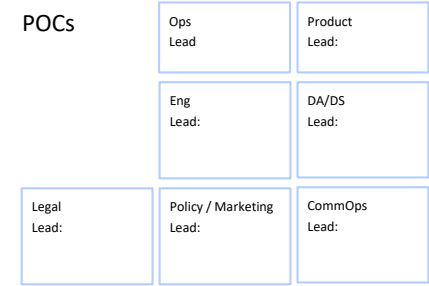 POCs
Ops
Lead
Product
Lead:
Eng
Lead:
DA/DS
Lead:
Legal
Lead:
Policy / Marketing
Lead:
CommOps
Lead: